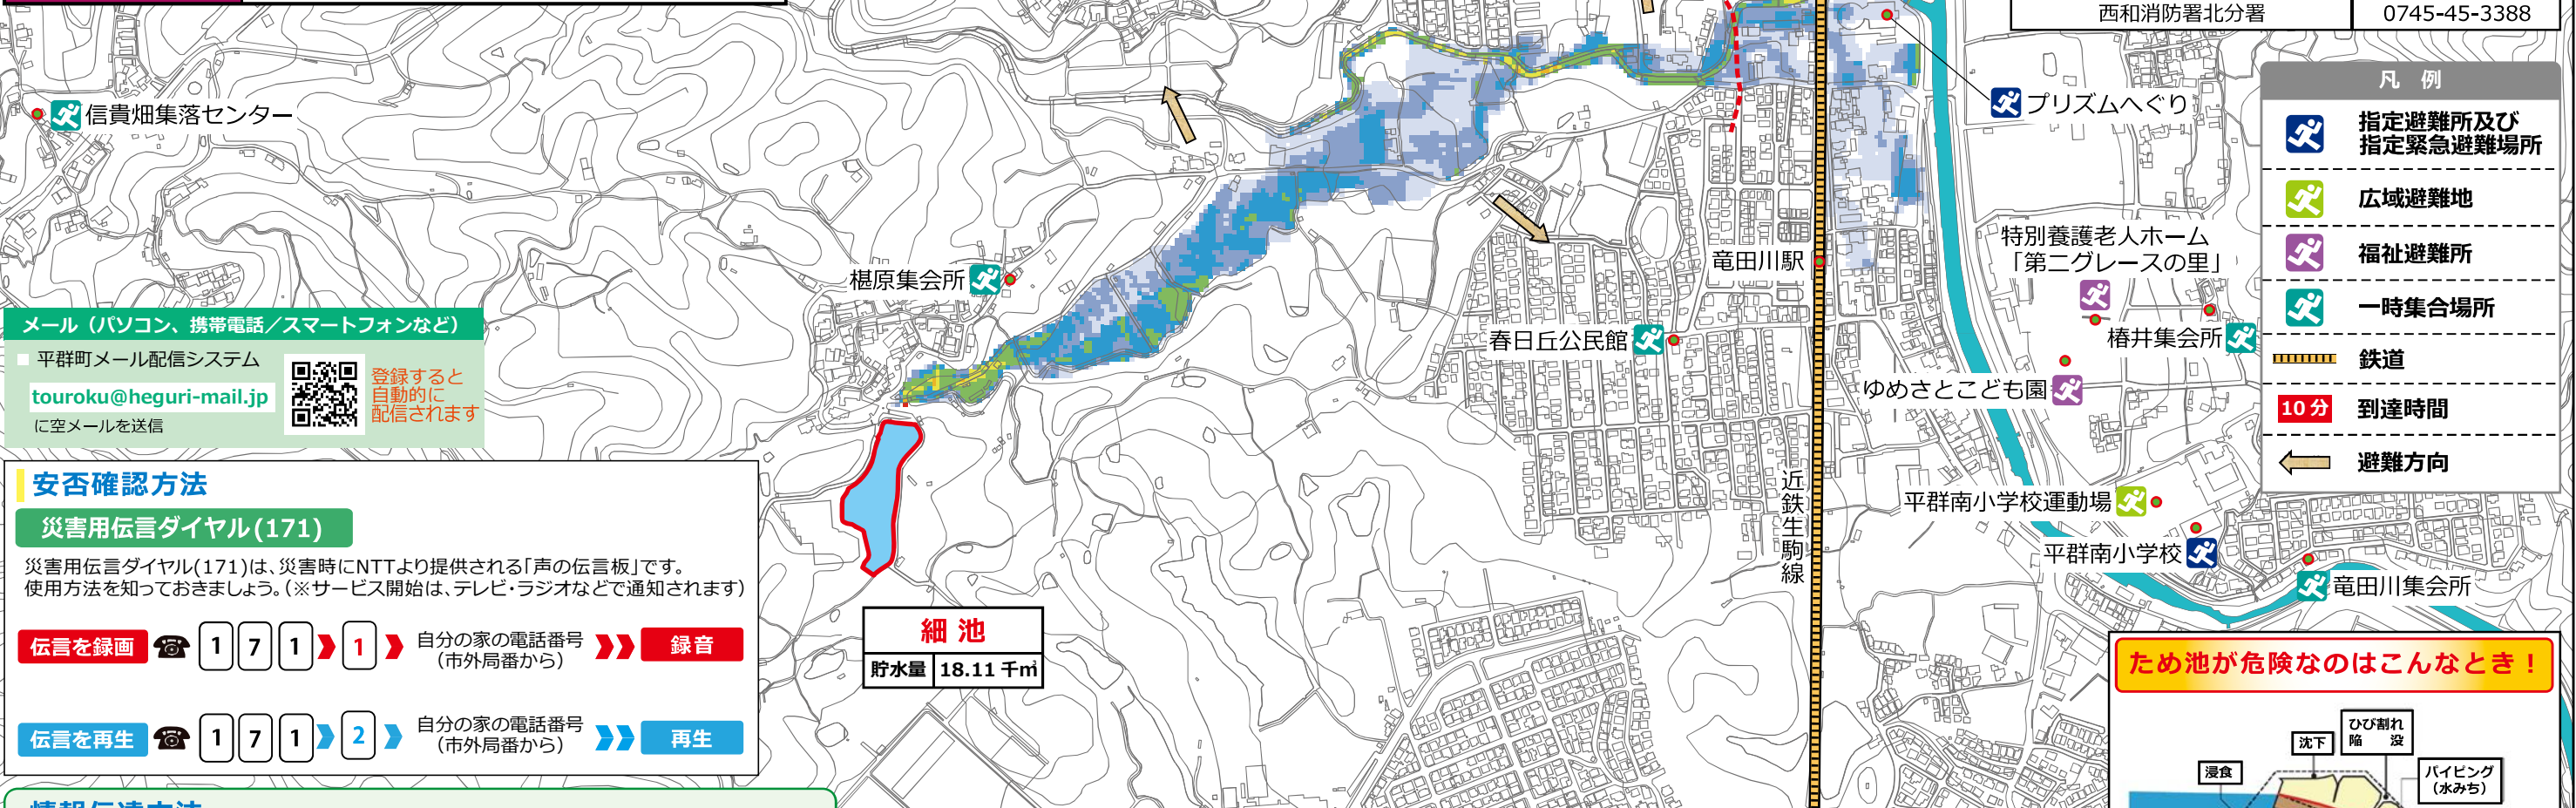 西和消防署北分署
0745-45-3388
信貴畑集落センター
プリズムへぐり
凡 例
指定避難所及び
指定緊急避難場所
広域避難地
福祉避難所
一時集合場所
鉄道
10分 到達時間
避難方向
椹原集会所
竜田川駅
特別養護老人ホーム
「第二グレースの里」
椿井集会所
春日丘公民館
ゆめさとこども園
近鉄生駒線
平群南小学校運動場
平群南小学校
竜田川集会所
メール（パソコン、携帯電話／スマートフォンなど）
平群町メール配信システム
touroku@heguri-mail.jp
に空メールを送信
登録すると
自動的に
配信されます
安否確認方法
災害用伝言ダイヤル(171)
災害用伝言ダイヤル(171)は、災害時にNTTより提供される「声の伝言板」です。
使用方法を知っておきましょう。（※サービス開始は、テレビ・ラジオなどで通知されます）
伝言を録画 1 7 1 1 自分の家の電話番号 録音
（市外局番から）
伝言を再生 1 7 1 2 自分の家の電話番号 再生
（市外局番から）
細 池
貯水量 18.11 千㎥
ため池が危険なのはこんなとき！
ひび割れ
陥 没
沈下
浸食
パイピング
（水みち）
情報伝達方法